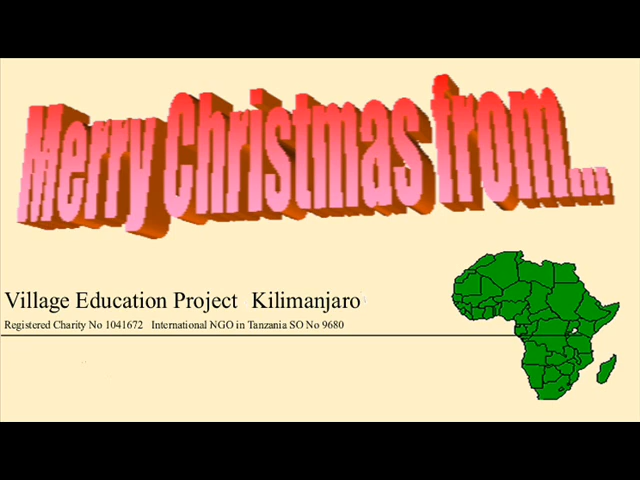 Merry Christmas from...
Village Education Project Kilimanjaro
Registered Charity No 1041672 International NGO in Tanzania SO No 9680